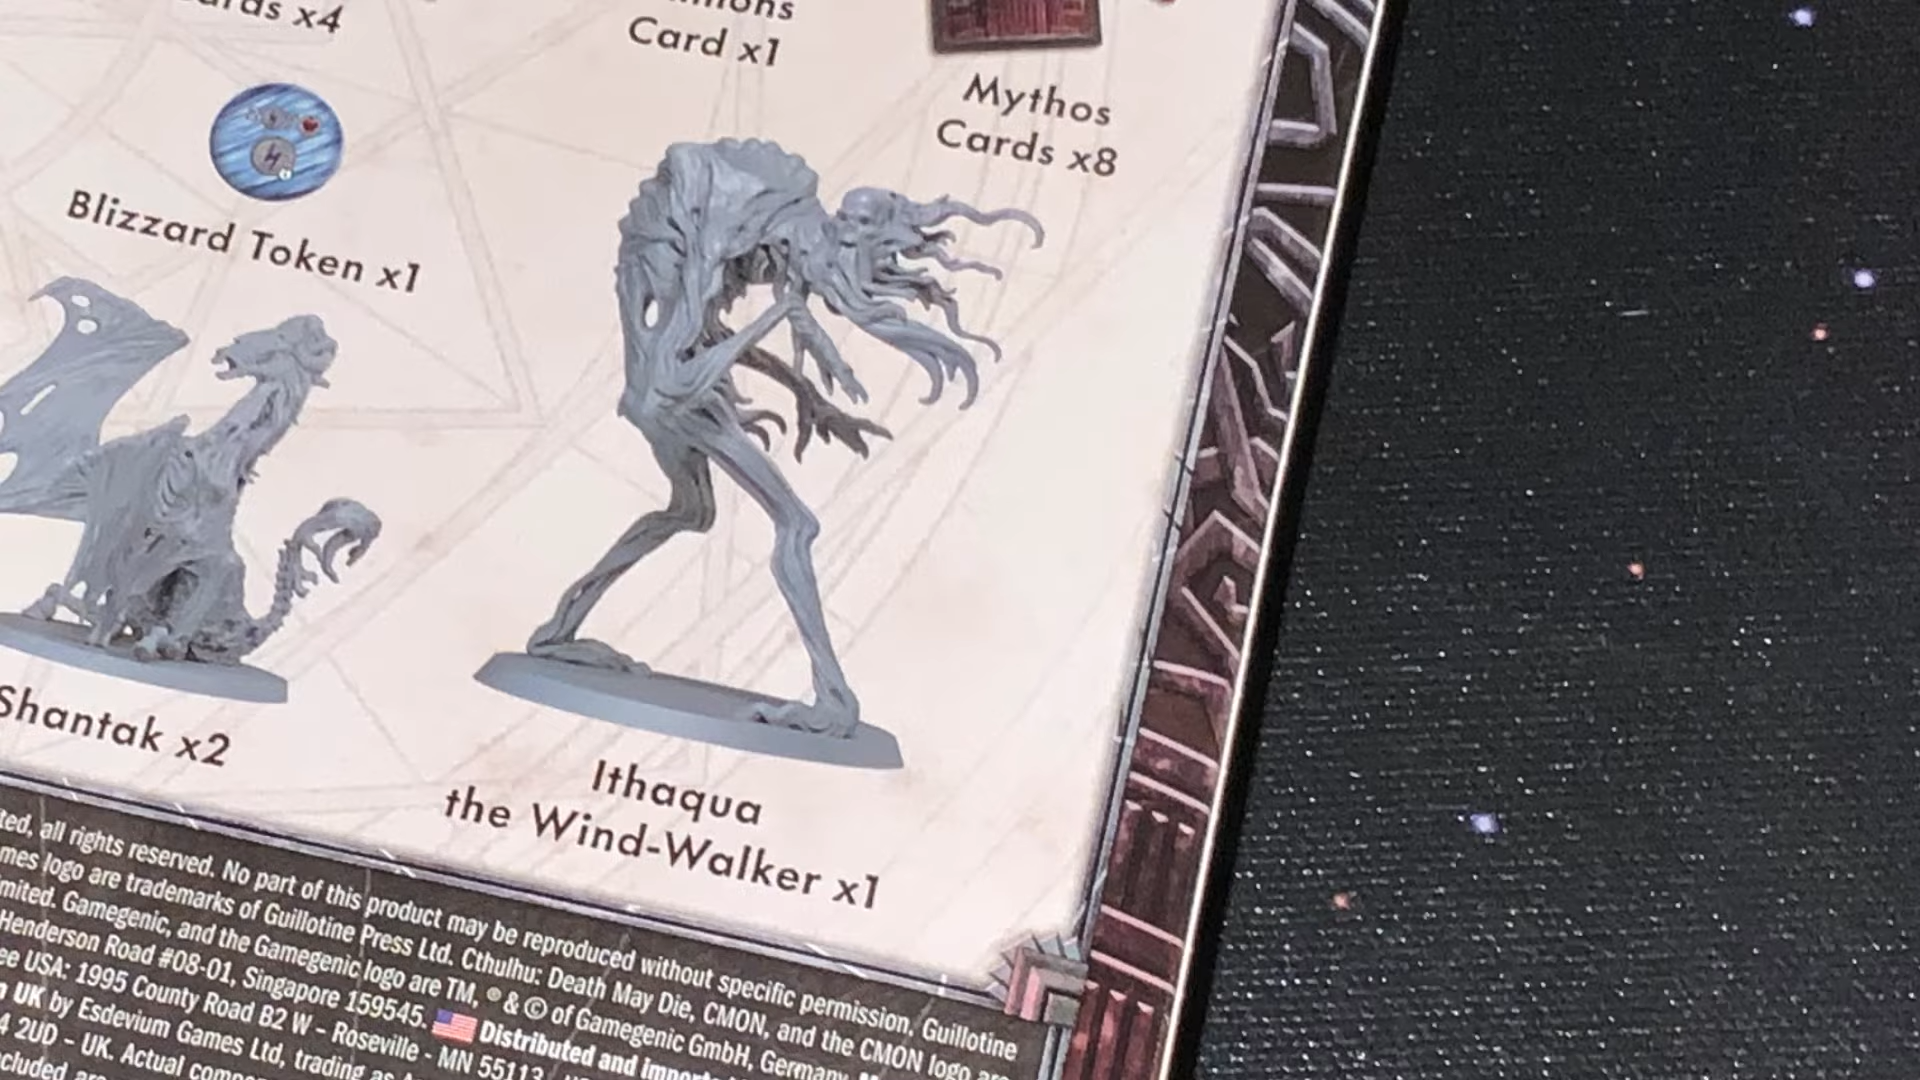 x4
Card x1
Mythos
Cards x8
Blizzard Token x1
Shantak x2
Ithaqua
the Wind-Walker x1
all rights reserved. No part of this product may be reproduced without specific permission. Guillotine
logo are trademarks of Guillotine Press Ltd. Cthulhu: Death May Die, CMON, and the CMON logo are
Gamegenic, and the Gamegenic logo are TM, ® & © of Gamegenic GmbH, Germany.
Henderson Road #08-01, Singapore 159545. Distributed and
USA: 1995 County Road B2 W - Roseville - MN 55113
UK by Esdevium Games Ltd, trading as
2UD - UK. Actual